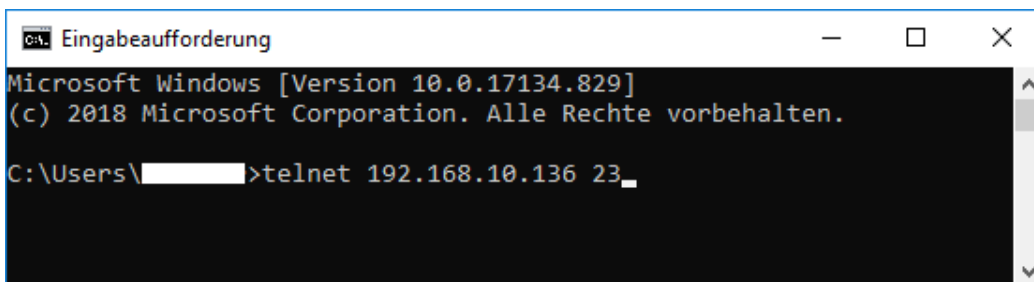 Eingabeaufforderung
Microsoft Windows [Version 10.0.17134.829]
(c) 2018 Microsoft Corporation. Alle Rechte vorbehalten.
C:\Users\ >telnet 192.168.10.136 23